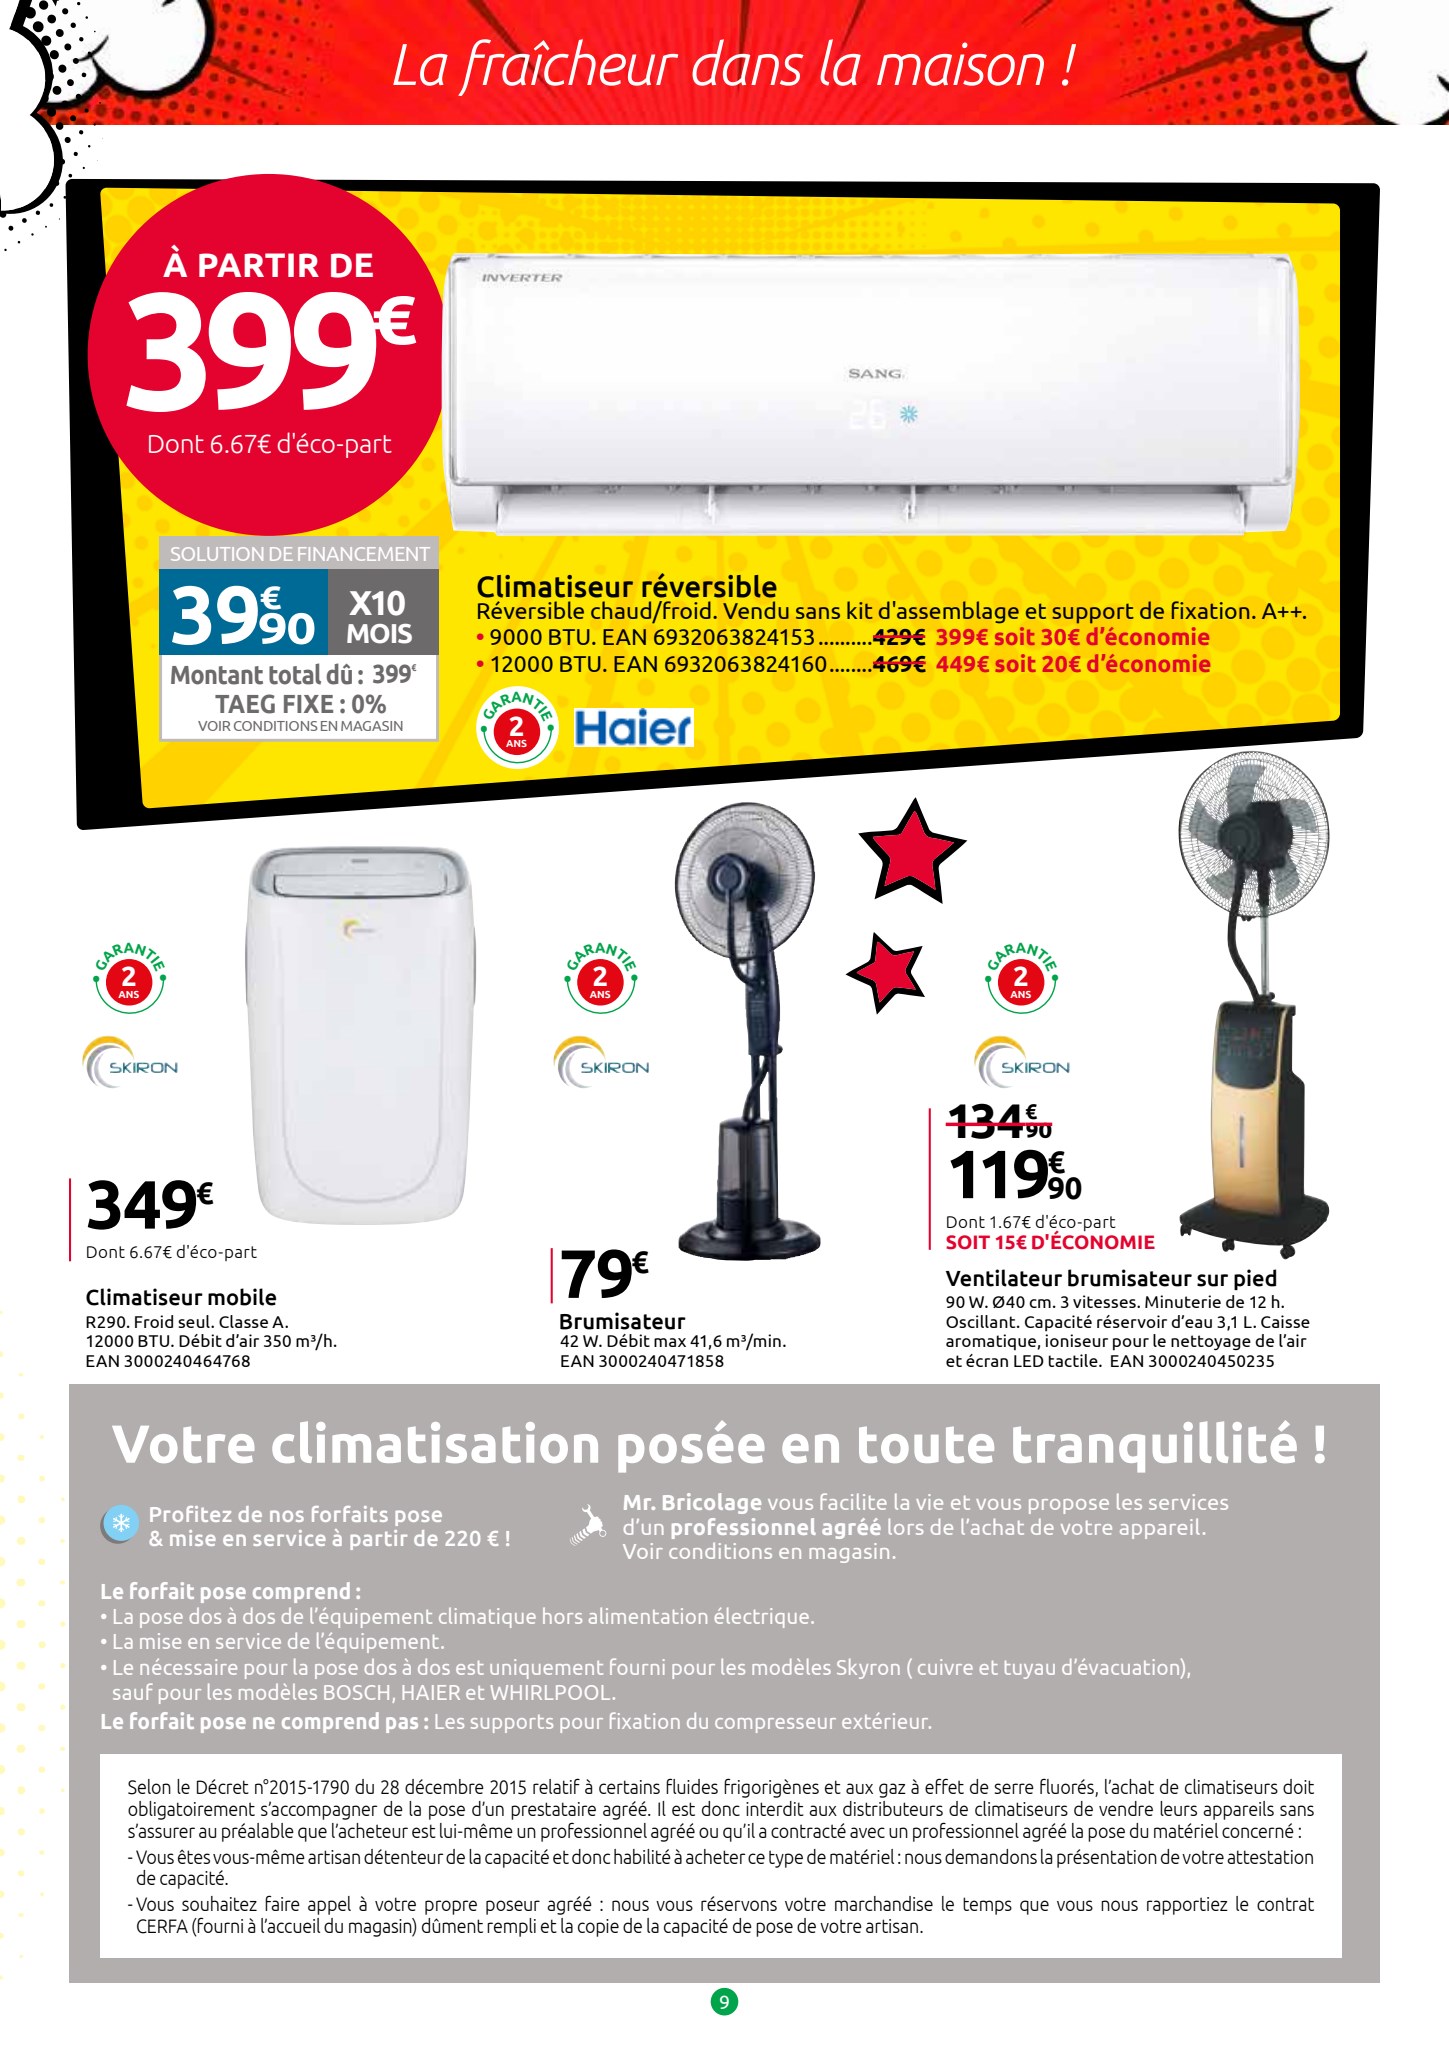 La fraîcheur dans la maison !
À PARTIR DE
399€
Dont 6.67€ d'éco-part
INVERTER
SANG
26
SOLUTION DE FINANCEMENT
39€90
X10
MOIS
Montant total dû : 399€
TAEG FIXE : 0%
VOIR CONDITIONS EN MAGASIN
Climatiseur réversible
Réversible chaud/froid. Vendu sans kit d'assemblage et support de fixation. A++.
• 9000 BTU. EAN 6932063824153.........429€ 399€ soit 30€ d’économie
• 12000 BTU. EAN 6932063824160........469€ 449€ soit 20€ d’économie
GARANTIE
2
ANS
Haier
GARANTIE
2
ANS
SKIRON
349€
Dont 6.67€ d'éco-part
Climatiseur mobile
R290. Froid seul. Classe A.
12000 BTU. Débit d’air 350 m³/h.
EAN 3000240464768
GARANTIE
2
ANS
SKIRON
79€
Brumisateur
42 W. Débit max 41,6 m³/min.
EAN 3000240471858
GARANTIE
2
ANS
SKIRON
134€90
119€90
Dont 1.67€ d'éco-part
SOIT 15€ D'ÉCONOMIE
Ventilateur brumisateur sur pied
90 W. Ø40 cm. 3 vitesses. Minuterie de 12 h.
Oscillant. Capacité réservoir d’eau 3,1 L. Caisse
aromatique, ioniseur pour le nettoyage de l’air
et écran LED tactile. EAN 3000240450235
Votre climatisation posée en toute tranquillité !
Profitez de nos forfaits pose
& mise en service à partir de 220 € !
Mr. Bricolage vous facilite la vie et vous propose les services
d’un professionnel agréé lors de l’achat de votre appareil.
Voir conditions en magasin.
Le forfait pose comprend :
• La pose dos à dos de l’équipement climatique hors alimentation électrique.
• La mise en service de l’équipement.
• Le nécessaire pour la pose dos à dos est uniquement fourni pour les modèles Skyron ( cuivre et tuyau d’évacuation),
sauf pour les modèles BOSCH, HAIER et WHIRLPOOL.
Le forfait pose ne comprend pas : Les supports pour fixation du compresseur extérieur.
Selon le Décret n°2015-1790 du 28 décembre 2015 relatif à certains fluides frigorigènes et aux gaz à effet de serre fluorés, l’achat de climatiseurs doit
obligatoirement s’accompagner de la pose d’un prestataire agréé. Il est donc interdit aux distributeurs de climatiseurs de vendre leurs appareils sans
s’assurer au préalable que l’acheteur est lui-même un professionnel agréé ou qu’il a contracté avec un professionnel agréé la pose du matériel concerné :
- Vous êtes vous-même artisan détenteur de la capacité et donc habilité à acheter ce type de matériel : nous demandons la présentation de votre attestation
de capacité.
- Vous souhaitez faire appel à votre propre poseur agréé : nous vous réservons votre marchandise le temps que vous nous rapportiez le contrat
CERFA (fourni à l’accueil du magasin) dûment rempli et la copie de la capacité de pose de votre artisan.
9